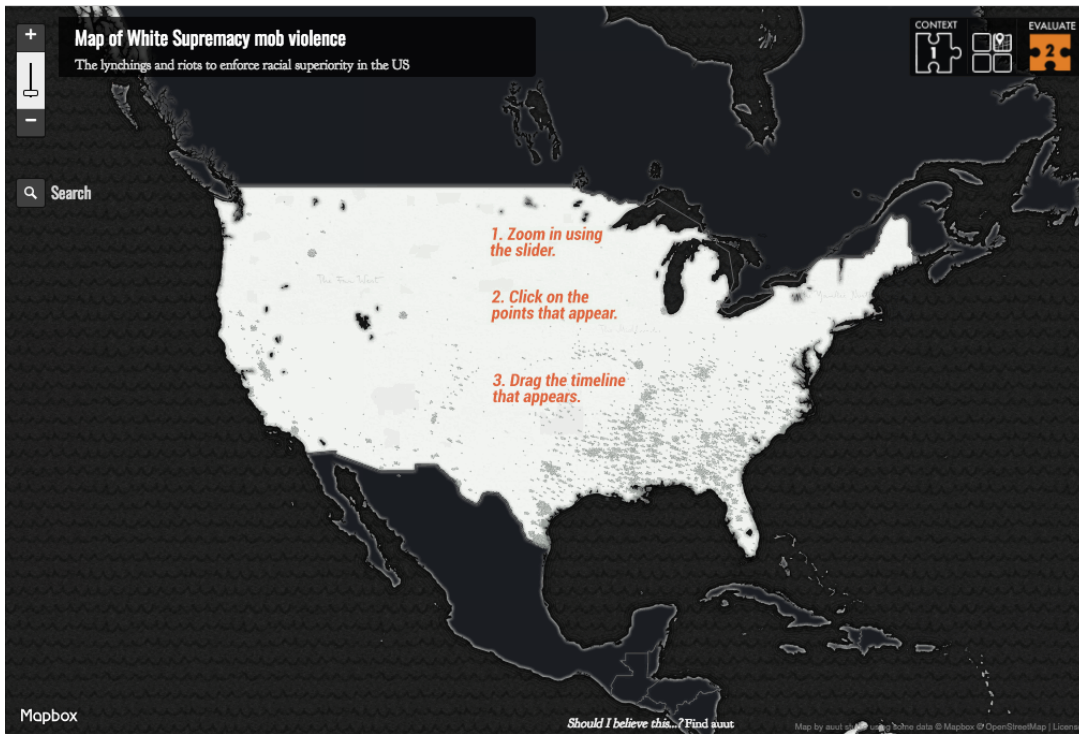 Map of White Supremacy mob violence
The lynchings and riots to enforce racial superiority in the US
CONTEXT
1
EVALUATE
2
+
−
Search
1. Zoom in using
the slider.
2. Click on the
points that appear.
3. Drag the timeline
that appears.
The Far West
Mapbox
Should I believe this...? Find auut
Map by auut studio using some data © Mapbox © OpenStreetMap | License